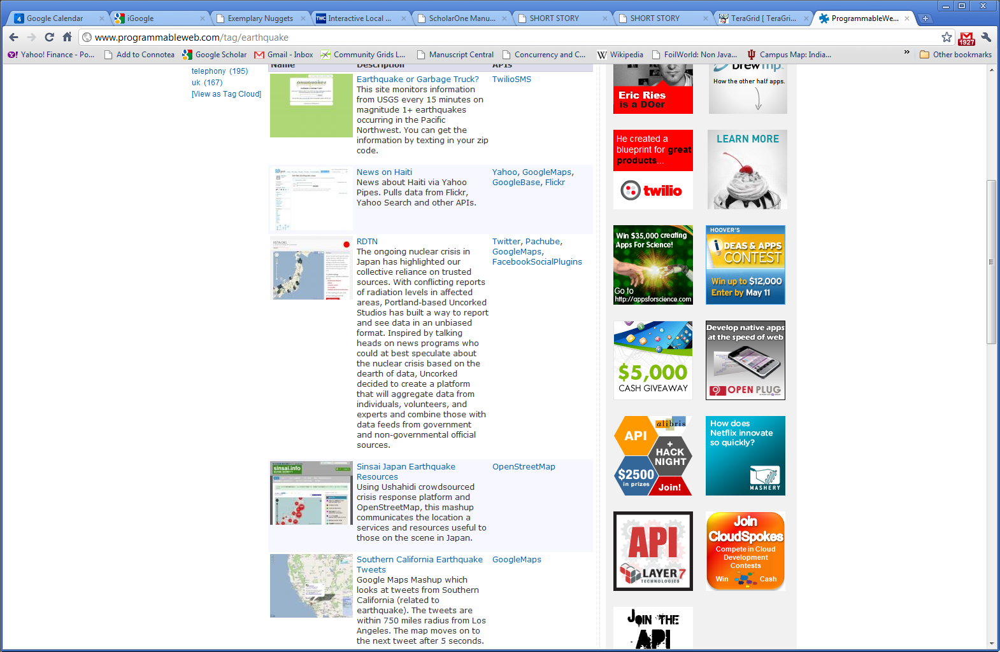 4 Google Calendar
iGoogle
Exemplary Nuggets
TWC Interactive Local ...
ScholarOne Manu...
SHORT STORY
SHORT STORY
TeraGrid [ TeraGri...
ProgrammableWe...
www.programmableweb.com/tag/earthquake
1927
Yahoo! Finance - Po...
Add to Connotea
Google Scholar
Gmail - Inbox
Community Grids L...
Manuscript Central
Concurrency and C...
W Wikipedia
FoilWorld: Non Java...
Campus Map: India...
»
Other bookmarks
telephony (195)
uk (167)
[View as Tag Cloud]
Name
Description
APIs
Earthquake or Garbage Truck?
This site monitors information
from USGS every 15 minutes on
magnitude 1+ earthquakes
occurring in the Pacific
Northwest. You can get the
information by texting in your zip
code.
TwilioSMS
News on Haiti
News about Haiti via Yahoo
Pipes. Pulls data from Flickr,
Yahoo Search and other APIs.
Yahoo, GoogleMaps,
GoogleBase, Flickr
RDTN.ORG
RDTN
The ongoing nuclear crisis in
Japan has highlighted our
collective reliance on trusted
sources. With conflicting reports
of radiation levels in affected
areas, Portland-based Uncorked
Studios has built a way to report
and see data in an unbiased
format. Inspired by talking
heads on news programs who
could at best speculate about
the nuclear crisis based on the
dearth of data, Uncorked
decided to create a platform
that will aggregate data from
individuals, volunteers, and
experts and combine those with
data feeds from government
and non-governmental official
sources.
Twitter, Pachube,
GoogleMaps,
FacebookSocialPlugins
sinsai.info
Sinsai Japan Earthquake
Resources
Using Ushahidi crowdsourced
crisis response platform and
OpenStreetMap, this mashup
communicates the location a
services and resources useful to
those on the scene in Japan.
OpenStreetMap
Southern California Earthquake
Tweets
Google Maps Mashup which
looks at tweets from Southern
California (related to
earthquake). The tweets are
within 750 miles radius from Los
Angeles. The map moves on to
the next tweet after 5 seconds.
GoogleMaps
Eric Ries
is a DOer
brew mp
How the other half apps.
He created a
blueprint for great
products...
twilio
LEARN MORE
Win $35,000 creating
Apps For Science!
Go to
http://appsforscience.com
HOOVER'S
iDEAS & APPS
CONTEST
Win up to $12,000
Enter by May 11
$5,000
CASH GIVEAWAY
Develop native apps
at the speed of web
OPEN PLUG
alibris
API
+
HACK
NIGHT
$2500
in prizes
Join!
How does
Netflix innovate
so quickly?
MASHERY
API
LAYER 7
TECHNOLOGIES
Join
CloudSpokes
Compete in Cloud
Development
Contests
Win Cash
JOIN THE
API